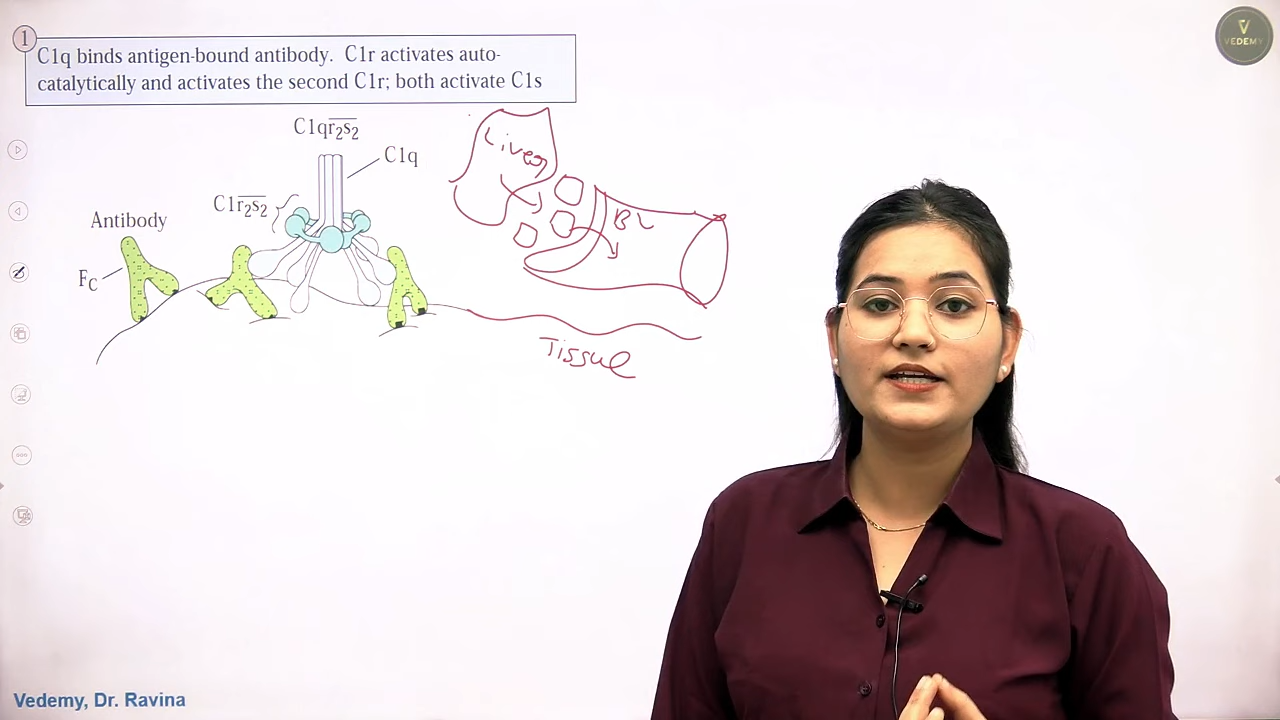 1
C1q binds antigen-bound antibody. C1r activates auto-
catalytically and activates the second C1r; both activate C1s
VEDEMY
C1qr2s2
C1q
Liver
C1r2s2
BL
Antibody
FC
Tissue
Vedemy, Dr. Ravina